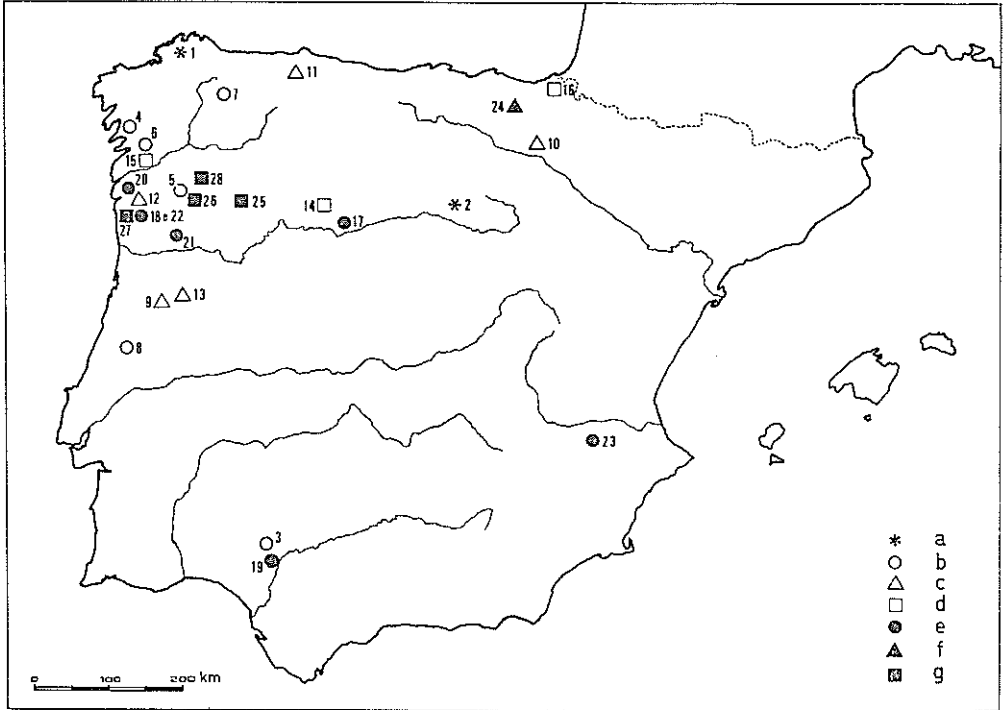 * 1
△ 11
○ 7
24 ▲
□ 16
4 ○
○ 6
15 □
△ 10
20 ●
△ 12
5 ○
■ 28
■ 26
■ 25
14 □
● 17
* 2
■ 27
● 18 e 22
● 21
9 △
△ 13
○ 8
● 23
○ 3
19 ●
* a
○ b
△ c
□ d
● e
▲ f
■ g
0 100 200 km